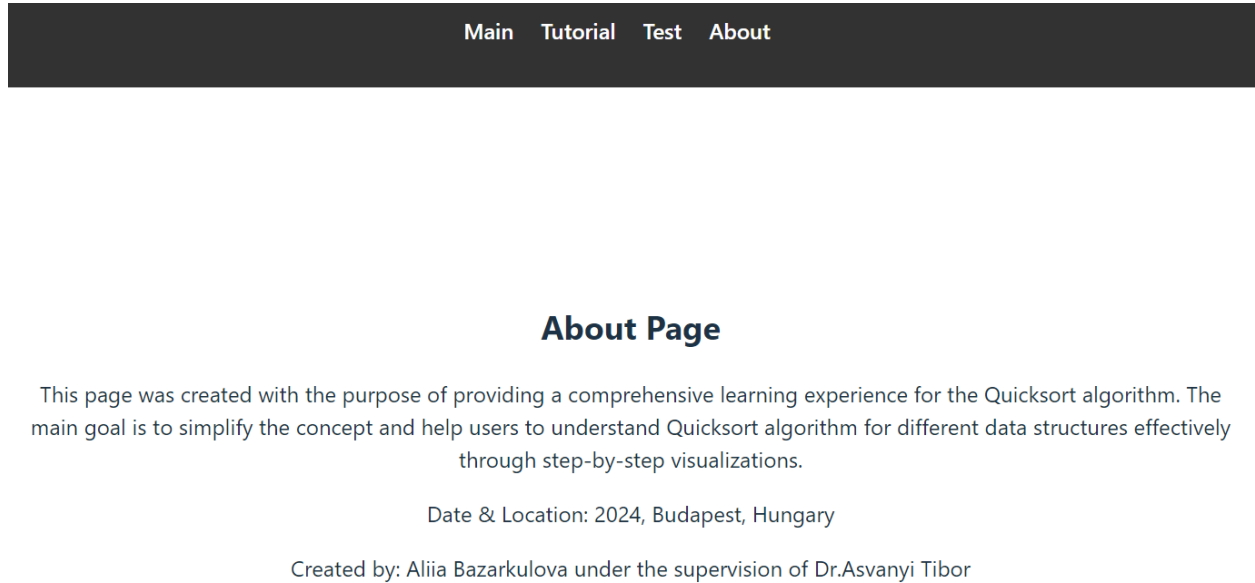 Main Tutorial Test About
About Page
This page was created with the purpose of providing a comprehensive learning experience for the Quicksort algorithm. The
main goal is to simplify the concept and help users to understand Quicksort algorithm for different data structures effectively
through step-by-step visualizations.
Date & Location: 2024, Budapest, Hungary
Created by: Aliia Bazarkulova under the supervision of Dr.Asvanyi Tibor